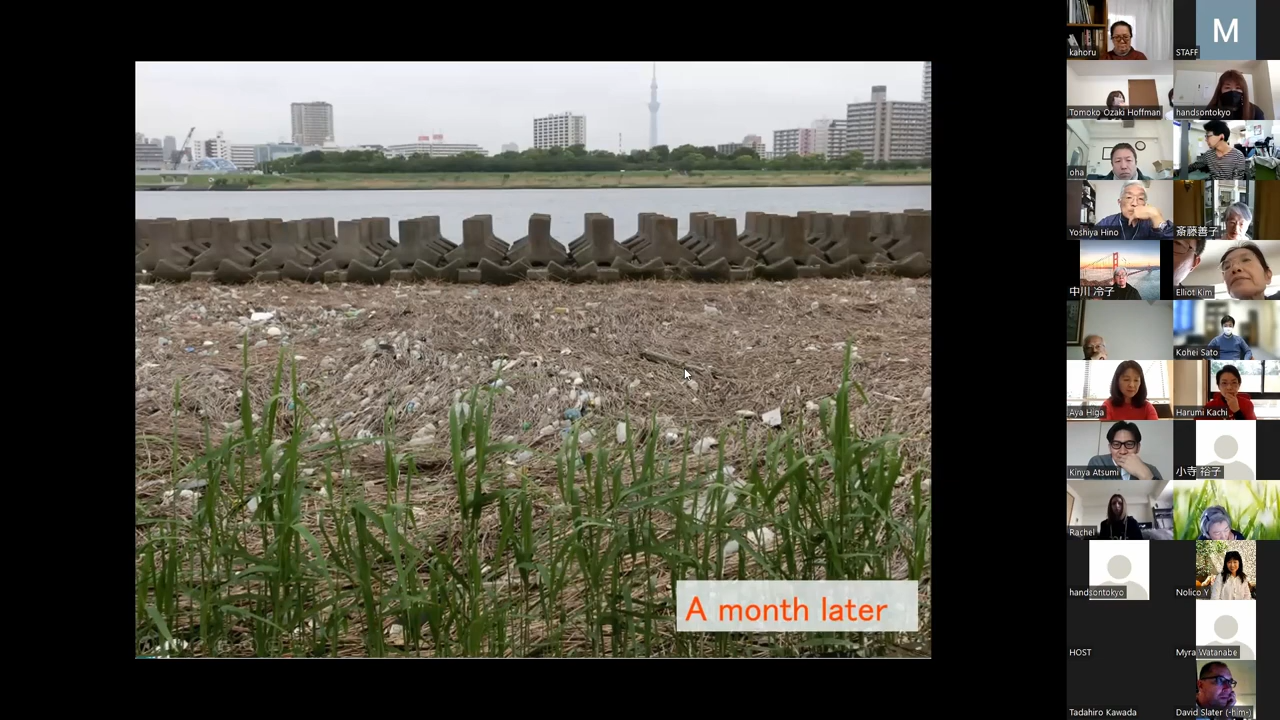 A month later
kahoru
M
STAFF
Tomoko Ozaki Hoffman
handsontokyo
oha
Yoshiya Hino
斎藤善子
中川 冷子
Elliot Kim
Kohei Sato
Aya Higa
Harumi Kachi
Kinya Atsumi
小寺 裕子
Rachel
handsontokyo
Nolico Y
HOST
Myra Watanabe
Tadahiro Kawada
David Slater (-him-)